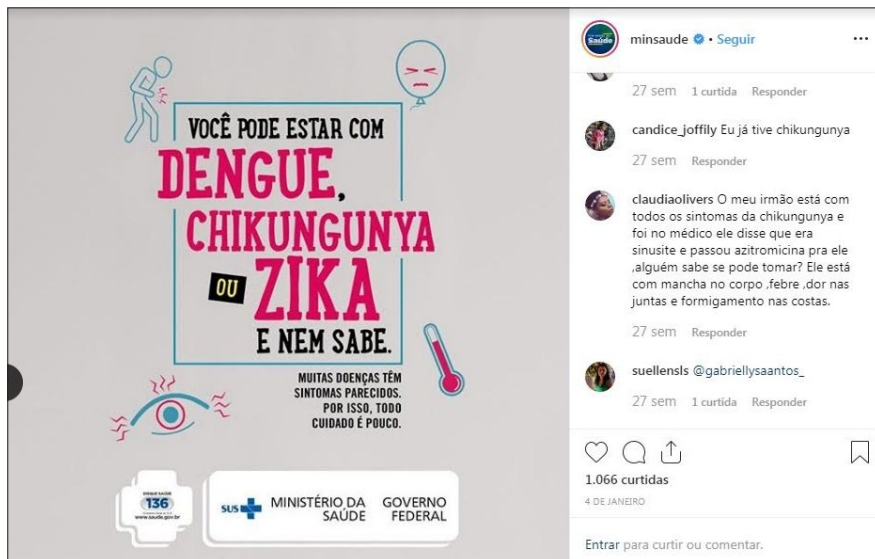 VOCÊ PODE ESTAR COM
DENGUE,
CHIKUNGUNYA
OU ZIKA
E NEM SABE.
MUITAS DOENÇAS TÊM
SINTOMAS PARECIDOS.
POR ISSO, TODO
CUIDADO É POUCO.
DISQUE SAÚDE
136
www.saude.gov.br
SUS
MINISTÉRIO DA
SAÚDE
GOVERNO
FEDERAL
Saúde
minsaude • Seguir
27 sem 1 curtida Responder
candice_joffily Eu já tive chikungunya
27 sem Responder
claudiaolivers O meu irmão está com
todos os sintomas da chikungunya e
foi no médico ele disse que era
sinusite e passou azitromicina pra ele
,alguém sabe se pode tomar? Ele está
com mancha no corpo ,febre ,dor nas
juntas e formigamento nas costas.
27 sem Responder
suellensls @gabriellysaantos_
27 sem 1 curtida Responder
1.066 curtidas
4 DE JANEIRO
Entrar para curtir ou comentar.